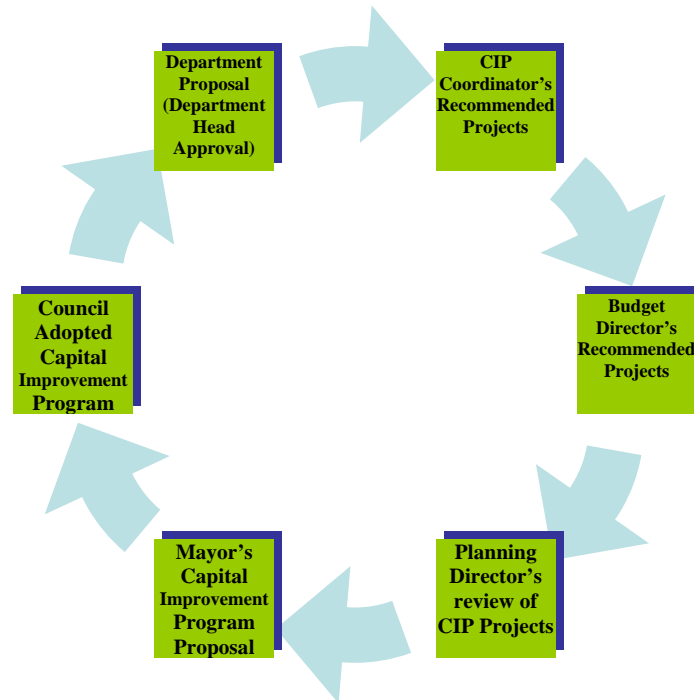 Department
Proposal
(Department
Head
Approval)
CIP
Coordinator’s
Recommended
Projects
Budget
Director’s
Recommended
Projects
Planning
Director’s
review of
CIP Projects
Mayor’s
Capital
Improvement
Program
Proposal
Council
Adopted
Capital
Improvement
Program